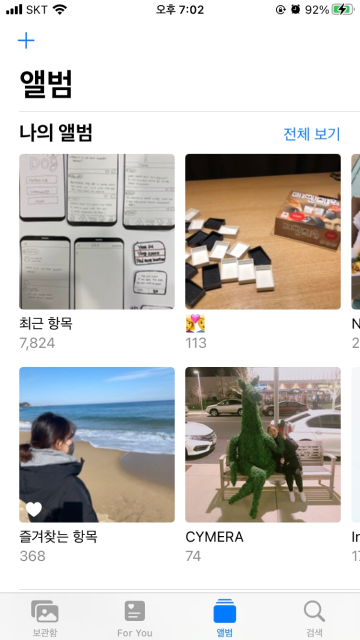 SKT
오후 7:02
92%
앨범
나의 앨범
전체 보기
최근 항목
7,824
113
즐겨찾는 항목
368
CYMERA
74
보관함
For You
앨범
검색